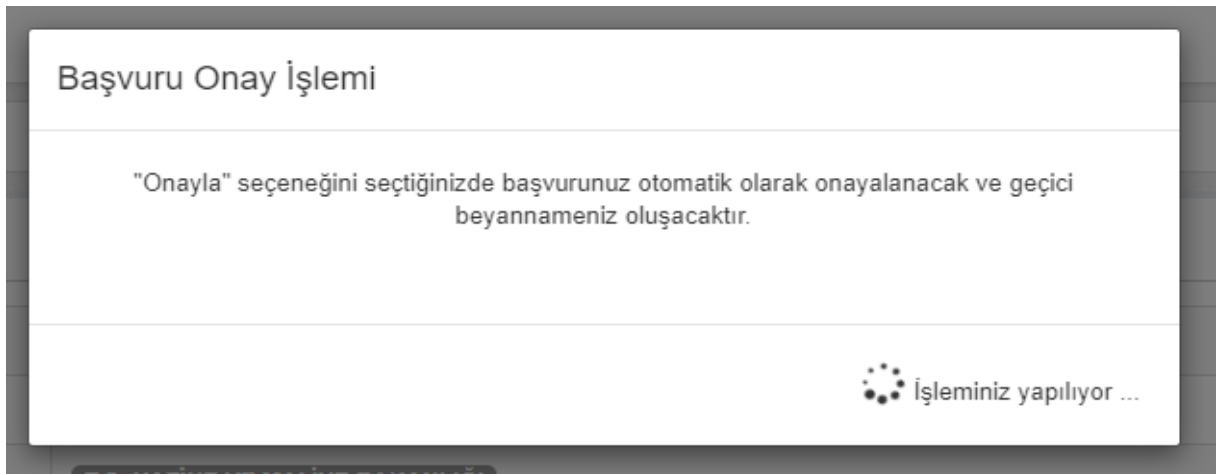 Başvuru Onay İşlemi
"Onayla" seçeneğini seçtiğinizde başvurunuz otomatik olarak onayalanacak ve geçici
beyannameniz oluşacaktır.
İşleminiz yapılıyor ...